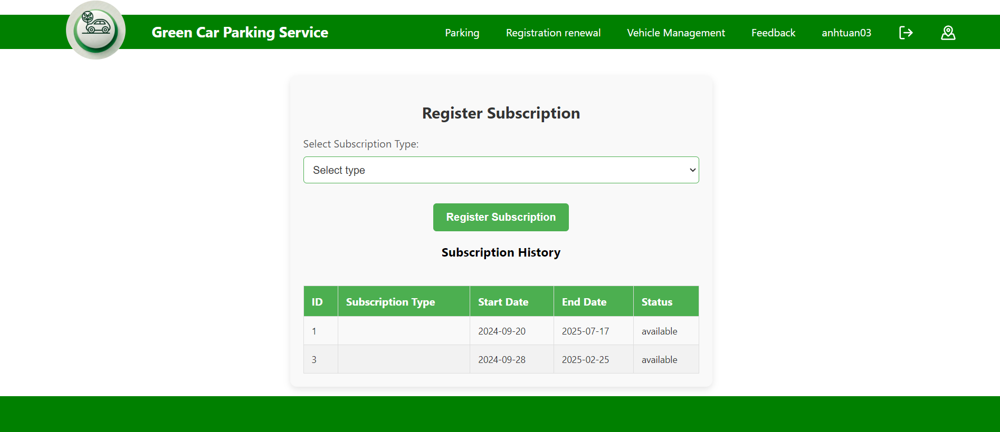 Green Car Parking Service
Parking Registration renewal Vehicle Management Feedback anhtuan03
Register Subscription
Select Subscription Type:
Select type
Register Subscription
Subscription History
ID Subscription Type Start Date End Date Status
1 2024-09-20 2025-07-17 available
3 2024-09-28 2025-02-25 available